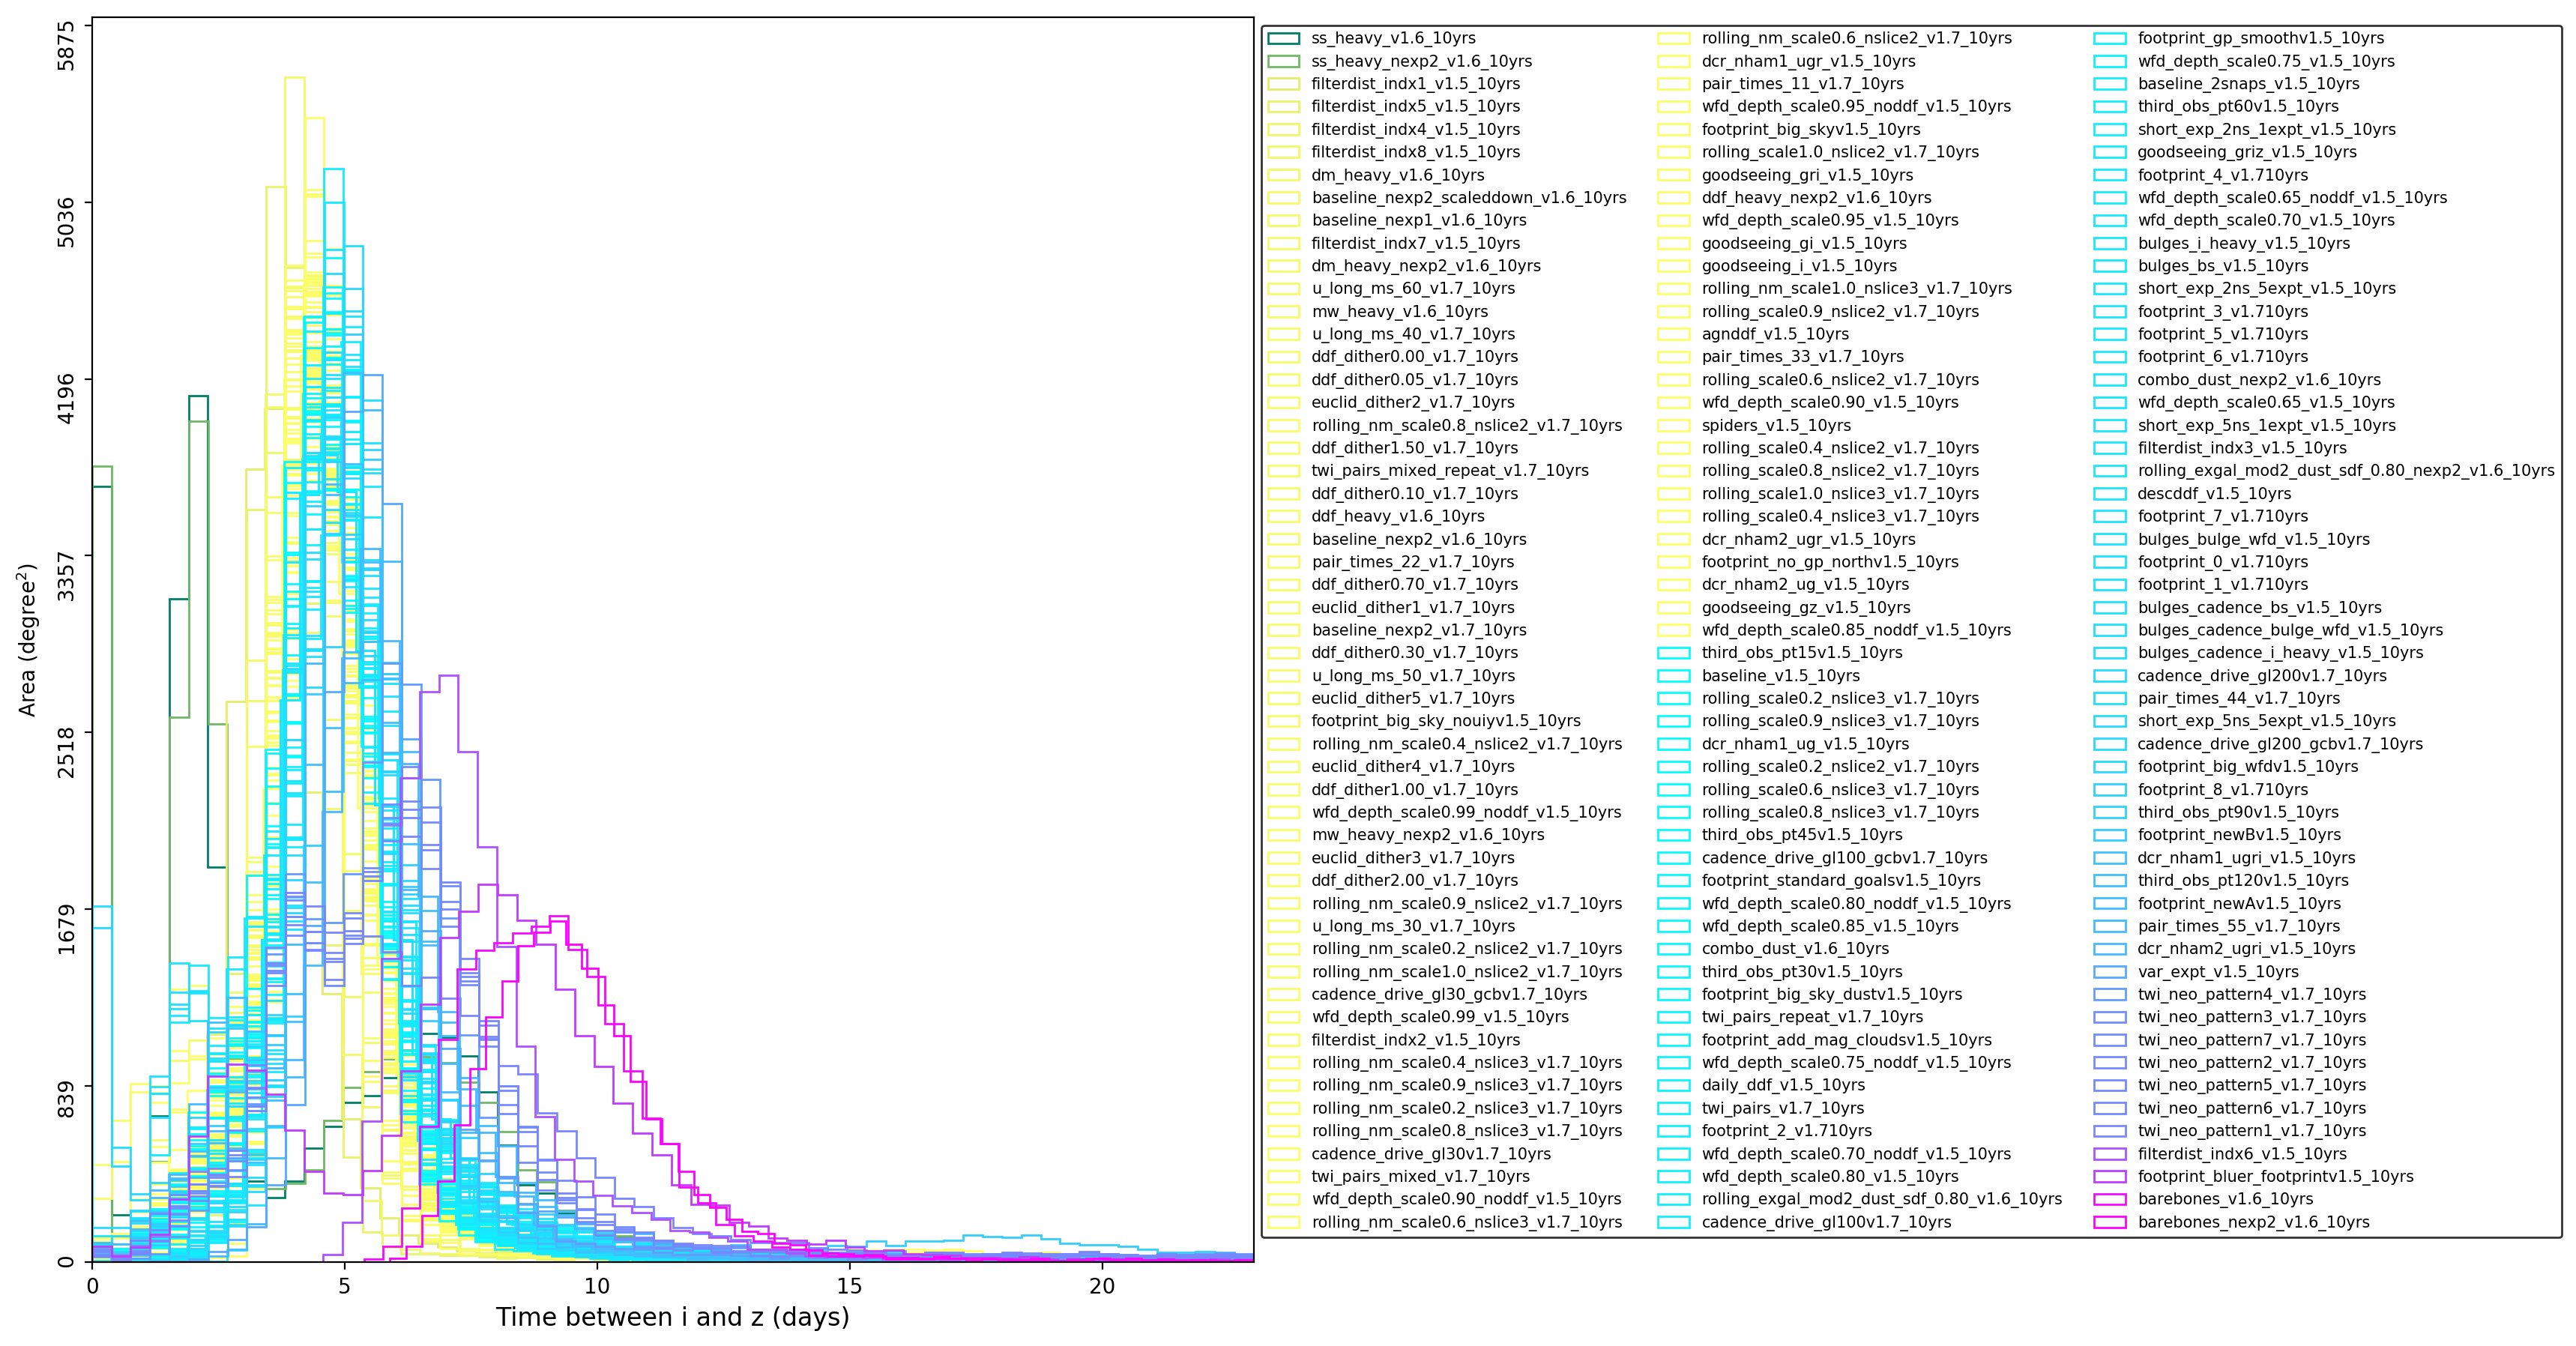 5875
5036
4196
3357
2518
1679
839
0
Area (degree²)
0 5 10 15 20
Time between i and z (days)
ss_heavy_v1.6_10yrs
ss_heavy_nexp2_v1.6_10yrs
filterdist_indx1_v1.5_10yrs
filterdist_indx5_v1.5_10yrs
filterdist_indx4_v1.5_10yrs
filterdist_indx8_v1.5_10yrs
dm_heavy_v1.6_10yrs
baseline_nexp2_scaleddown_v1.6_10yrs
baseline_nexp1_v1.6_10yrs
filterdist_indx7_v1.5_10yrs
dm_heavy_nexp2_v1.6_10yrs
u_long_ms_60_v1.7_10yrs
mw_heavy_v1.6_10yrs
u_long_ms_40_v1.7_10yrs
ddf_dither0.00_v1.7_10yrs
ddf_dither0.05_v1.7_10yrs
euclid_dither2_v1.7_10yrs
rolling_nm_scale0.8_nslice2_v1.7_10yrs
ddf_dither1.50_v1.7_10yrs
twi_pairs_mixed_repeat_v1.7_10yrs
ddf_dither0.10_v1.7_10yrs
ddf_heavy_v1.6_10yrs
baseline_nexp2_v1.6_10yrs
pair_times_22_v1.7_10yrs
ddf_dither0.70_v1.7_10yrs
euclid_dither1_v1.7_10yrs
baseline_nexp2_v1.7_10yrs
ddf_dither0.30_v1.7_10yrs
u_long_ms_50_v1.7_10yrs
euclid_dither5_v1.7_10yrs
footprint_big_sky_nouiyv1.5_10yrs
rolling_nm_scale0.4_nslice2_v1.7_10yrs
euclid_dither4_v1.7_10yrs
ddf_dither1.00_v1.7_10yrs
wfd_depth_scale0.99_noddf_v1.5_10yrs
mw_heavy_nexp2_v1.6_10yrs
euclid_dither3_v1.7_10yrs
ddf_dither2.00_v1.7_10yrs
rolling_nm_scale0.9_nslice2_v1.7_10yrs
u_long_ms_30_v1.7_10yrs
rolling_nm_scale0.2_nslice2_v1.7_10yrs
rolling_nm_scale1.0_nslice2_v1.7_10yrs
cadence_drive_gl30_gcbv1.7_10yrs
wfd_depth_scale0.99_v1.5_10yrs
filterdist_indx2_v1.5_10yrs
rolling_nm_scale0.4_nslice3_v1.7_10yrs
rolling_nm_scale0.9_nslice3_v1.7_10yrs
rolling_nm_scale0.2_nslice3_v1.7_10yrs
rolling_nm_scale0.8_nslice3_v1.7_10yrs
cadence_drive_gl30v1.7_10yrs
twi_pairs_mixed_v1.7_10yrs
wfd_depth_scale0.90_noddf_v1.5_10yrs
rolling_nm_scale0.6_nslice3_v1.7_10yrs
rolling_nm_scale0.6_nslice2_v1.7_10yrs
dcr_nham1_ugr_v1.5_10yrs
pair_times_11_v1.7_10yrs
wfd_depth_scale0.95_noddf_v1.5_10yrs
footprint_big_skyv1.5_10yrs
rolling_scale1.0_nslice2_v1.7_10yrs
goodseeing_gri_v1.5_10yrs
ddf_heavy_nexp2_v1.6_10yrs
wfd_depth_scale0.95_v1.5_10yrs
goodseeing_gi_v1.5_10yrs
goodseeing_i_v1.5_10yrs
rolling_nm_scale1.0_nslice3_v1.7_10yrs
rolling_scale0.9_nslice2_v1.7_10yrs
agnddf_v1.5_10yrs
pair_times_33_v1.7_10yrs
rolling_scale0.6_nslice2_v1.7_10yrs
wfd_depth_scale0.90_v1.5_10yrs
spiders_v1.5_10yrs
rolling_scale0.4_nslice2_v1.7_10yrs
rolling_scale0.8_nslice2_v1.7_10yrs
rolling_scale1.0_nslice3_v1.7_10yrs
rolling_scale0.4_nslice3_v1.7_10yrs
dcr_nham2_ugr_v1.5_10yrs
footprint_no_gp_northv1.5_10yrs
dcr_nham2_ug_v1.5_10yrs
goodseeing_gz_v1.5_10yrs
wfd_depth_scale0.85_noddf_v1.5_10yrs
third_obs_pt15v1.5_10yrs
baseline_v1.5_10yrs
rolling_scale0.2_nslice3_v1.7_10yrs
rolling_scale0.9_nslice3_v1.7_10yrs
dcr_nham1_ug_v1.5_10yrs
rolling_scale0.2_nslice2_v1.7_10yrs
rolling_scale0.6_nslice3_v1.7_10yrs
rolling_scale0.8_nslice3_v1.7_10yrs
third_obs_pt45v1.5_10yrs
cadence_drive_gl100_gcbv1.7_10yrs
footprint_standard_goalsv1.5_10yrs
wfd_depth_scale0.80_noddf_v1.5_10yrs
wfd_depth_scale0.85_v1.5_10yrs
combo_dust_v1.6_10yrs
third_obs_pt30v1.5_10yrs
footprint_big_sky_dustv1.5_10yrs
twi_pairs_repeat_v1.7_10yrs
footprint_add_mag_cloudsv1.5_10yrs
wfd_depth_scale0.75_noddf_v1.5_10yrs
daily_ddf_v1.5_10yrs
twi_pairs_v1.7_10yrs
footprint_2_v1.710yrs
wfd_depth_scale0.70_noddf_v1.5_10yrs
wfd_depth_scale0.80_v1.5_10yrs
rolling_exgal_mod2_dust_sdf_0.80_v1.6_10yrs
cadence_drive_gl100v1.7_10yrs
footprint_gp_smoothv1.5_10yrs
wfd_depth_scale0.75_v1.5_10yrs
baseline_2snaps_v1.5_10yrs
third_obs_pt60v1.5_10yrs
short_exp_2ns_1expt_v1.5_10yrs
goodseeing_griz_v1.5_10yrs
footprint_4_v1.710yrs
wfd_depth_scale0.65_noddf_v1.5_10yrs
wfd_depth_scale0.70_v1.5_10yrs
bulges_i_heavy_v1.5_10yrs
bulges_bs_v1.5_10yrs
short_exp_2ns_5expt_v1.5_10yrs
footprint_3_v1.710yrs
footprint_5_v1.710yrs
footprint_6_v1.710yrs
combo_dust_nexp2_v1.6_10yrs
wfd_depth_scale0.65_v1.5_10yrs
short_exp_5ns_1expt_v1.5_10yrs
filterdist_indx3_v1.5_10yrs
rolling_exgal_mod2_dust_sdf_0.80_nexp2_v1.6_10yrs
descddf_v1.5_10yrs
footprint_7_v1.710yrs
bulges_bulge_wfd_v1.5_10yrs
footprint_0_v1.710yrs
footprint_1_v1.710yrs
bulges_cadence_bs_v1.5_10yrs
bulges_cadence_bulge_wfd_v1.5_10yrs
bulges_cadence_i_heavy_v1.5_10yrs
cadence_drive_gl200v1.7_10yrs
pair_times_44_v1.7_10yrs
short_exp_5ns_5expt_v1.5_10yrs
cadence_drive_gl200_gcbv1.7_10yrs
footprint_big_wfdv1.5_10yrs
footprint_8_v1.710yrs
third_obs_pt90v1.5_10yrs
footprint_newBv1.5_10yrs
dcr_nham1_ugri_v1.5_10yrs
third_obs_pt120v1.5_10yrs
footprint_newAv1.5_10yrs
pair_times_55_v1.7_10yrs
dcr_nham2_ugri_v1.5_10yrs
var_expt_v1.5_10yrs
twi_neo_pattern4_v1.7_10yrs
twi_neo_pattern3_v1.7_10yrs
twi_neo_pattern7_v1.7_10yrs
twi_neo_pattern2_v1.7_10yrs
twi_neo_pattern5_v1.7_10yrs
twi_neo_pattern6_v1.7_10yrs
twi_neo_pattern1_v1.7_10yrs
filterdist_indx6_v1.5_10yrs
footprint_bluer_footprintv1.5_10yrs
barebones_v1.6_10yrs
barebones_nexp2_v1.6_10yrs